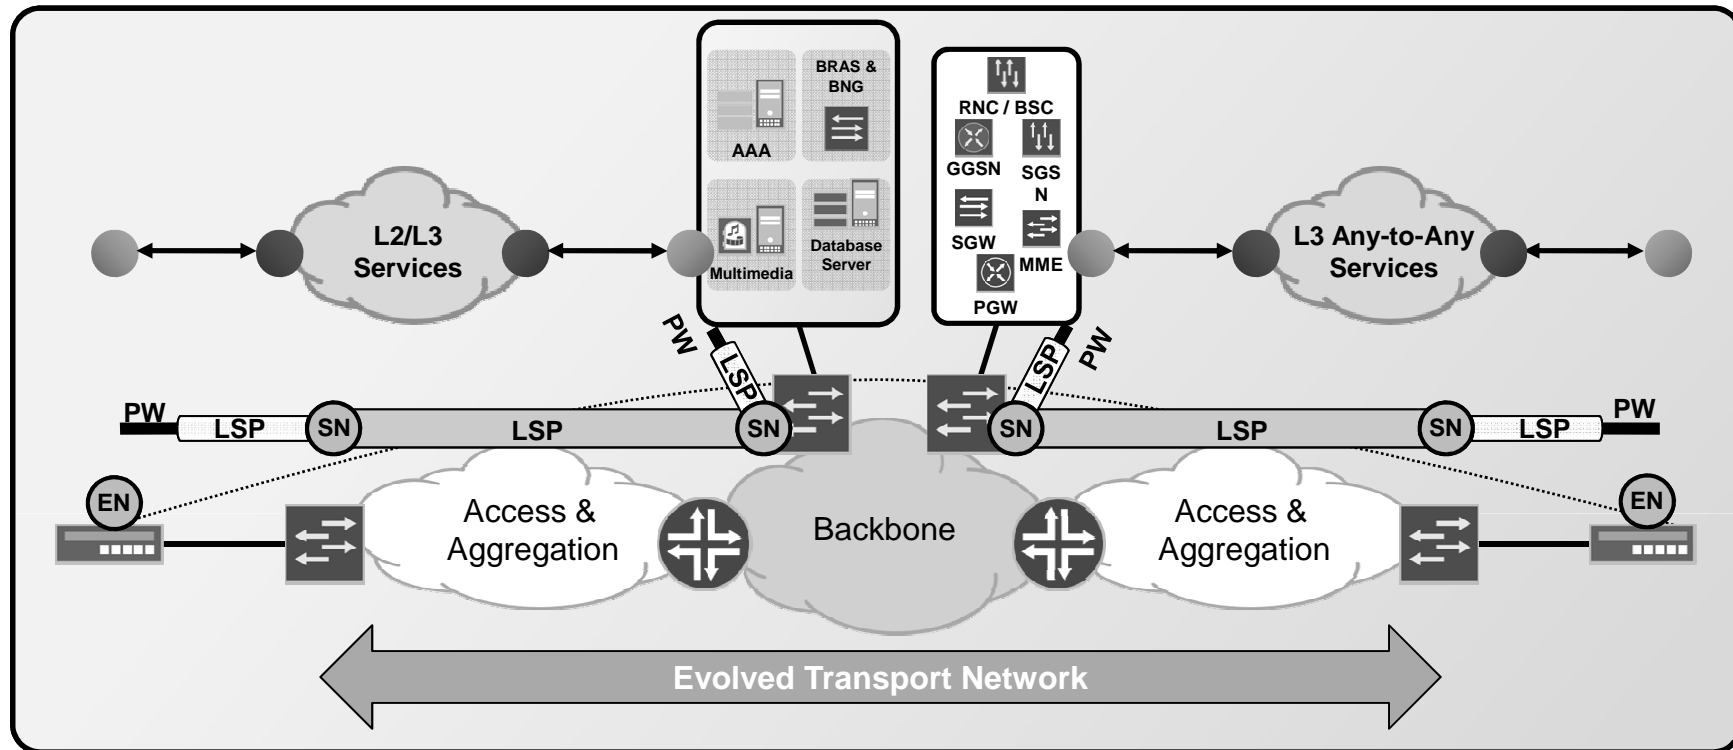 BRAS &
BNG
AAA
Multimedia
Database
Server
RNC / BSC
GGSN
SGS
N
SGW
MME
PGW
L2/L3
Services
L3 Any-to-Any
Services
PW
LSP
PW
LSP
PW
LSP
SN
LSP
SN
SN
LSP
SN
LSP
PW
EN
Access &
Aggregation
Backbone
Access &
Aggregation
EN
Evolved Transport Network